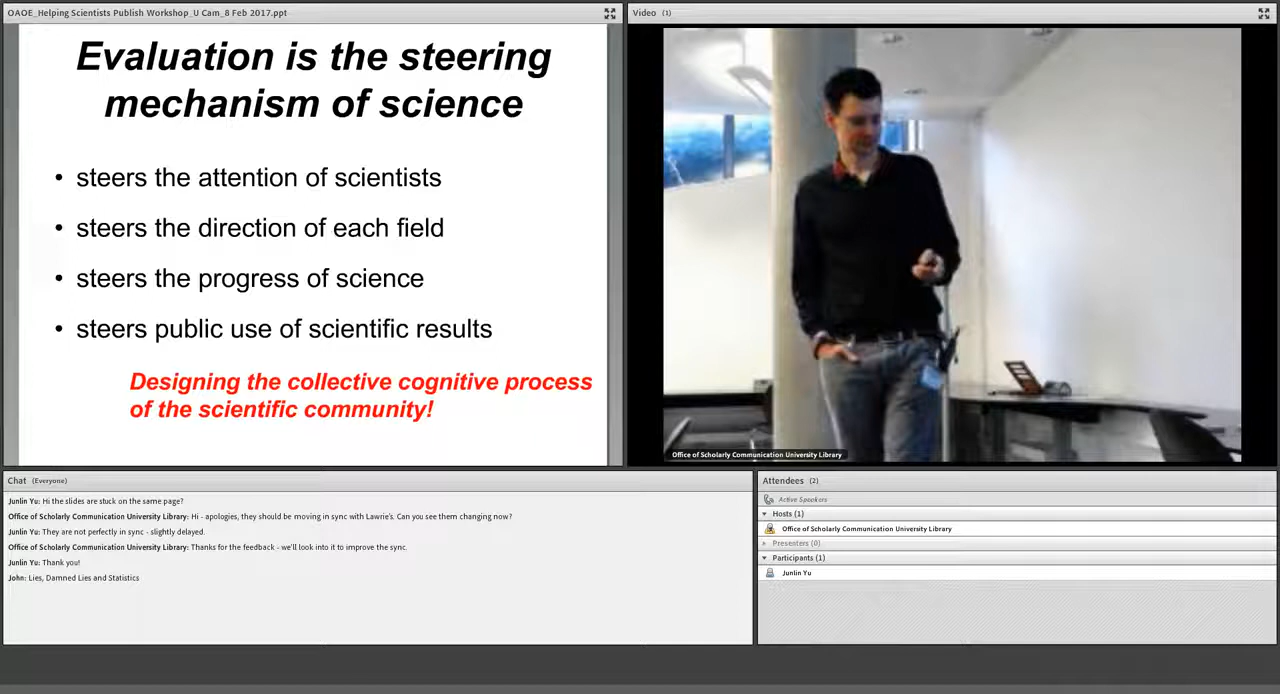 OAOE_Helping Scientists Publish Workshop_U Cam_8 Feb 2017.ppt
Evaluation is the steering
mechanism of science
• steers the attention of scientists
• steers the direction of each field
• steers the progress of science
• steers public use of scientific results
Designing the collective cognitive process
of the scientific community!
Video (1)
Office of Scholarly Communication University Library
Chat (Everyone)
Junlin Yu: Hi the slides are stuck on the same page?
Office of Scholarly Communication University Library: Hi - apologies, they should be moving in sync with Lawrie's. Can you see them changing now?
Junlin Yu: They are not perfectly in sync - slightly delayed.
Office of Scholarly Communication University Library: Thanks for the feedback - we'll look into it to improve the sync.
Junlin Yu: Thank you!
John: Lies, Damned Lies and Statistics
Attendees (2)
Active Speakers
Hosts (1)
Office of Scholarly Communication University Library
Presenters (0)
Participants (1)
Junlin Yu